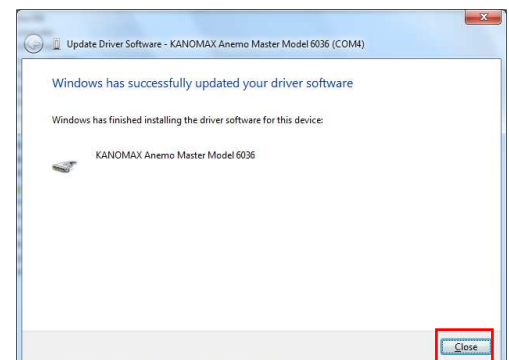 Update Driver Software - KANOMAX Anemo Master Model 6036 (COM4)
Windows has successfully updated your driver software
Windows has finished installing the driver software for this device:
KANOMAX Anemo Master Model 6036
Close